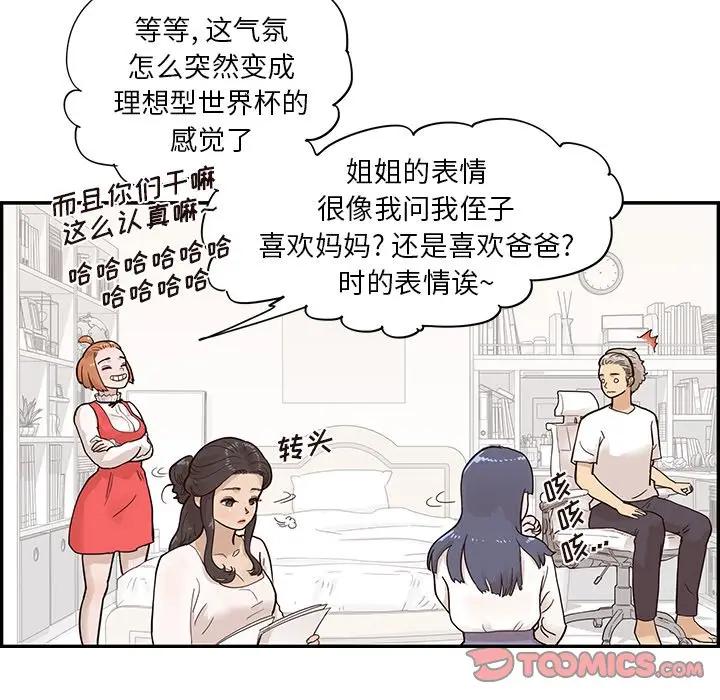 等等,这气氛
怎么突然变成
理想型世界杯的
感觉了
而且你们干嘛
这么认真嘛~
哈哈哈哈哈哈
哈哈哈哈
姐姐的表情
很像我问我侄子
喜欢妈妈?还是喜欢爸爸?
时的表情诶~
转头
咳
咳
咳...
TOOMICS.COM